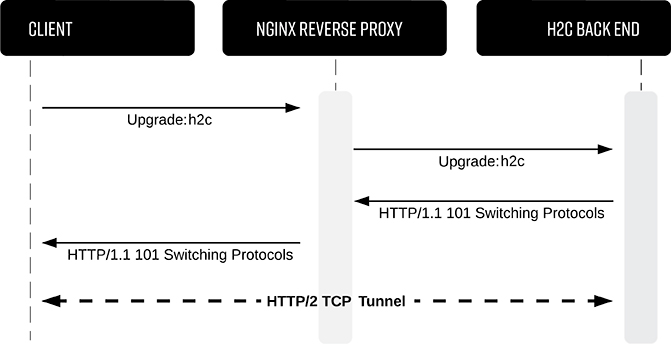 CLIENT
NGINX REVERSE PROXY
H2C BACK END
Upgrade:h2c
Upgrade:h2c
HTTP/1.1 101 Switching Protocols
HTTP/1.1 101 Switching Protocols
HTTP/2 TCP Tunnel